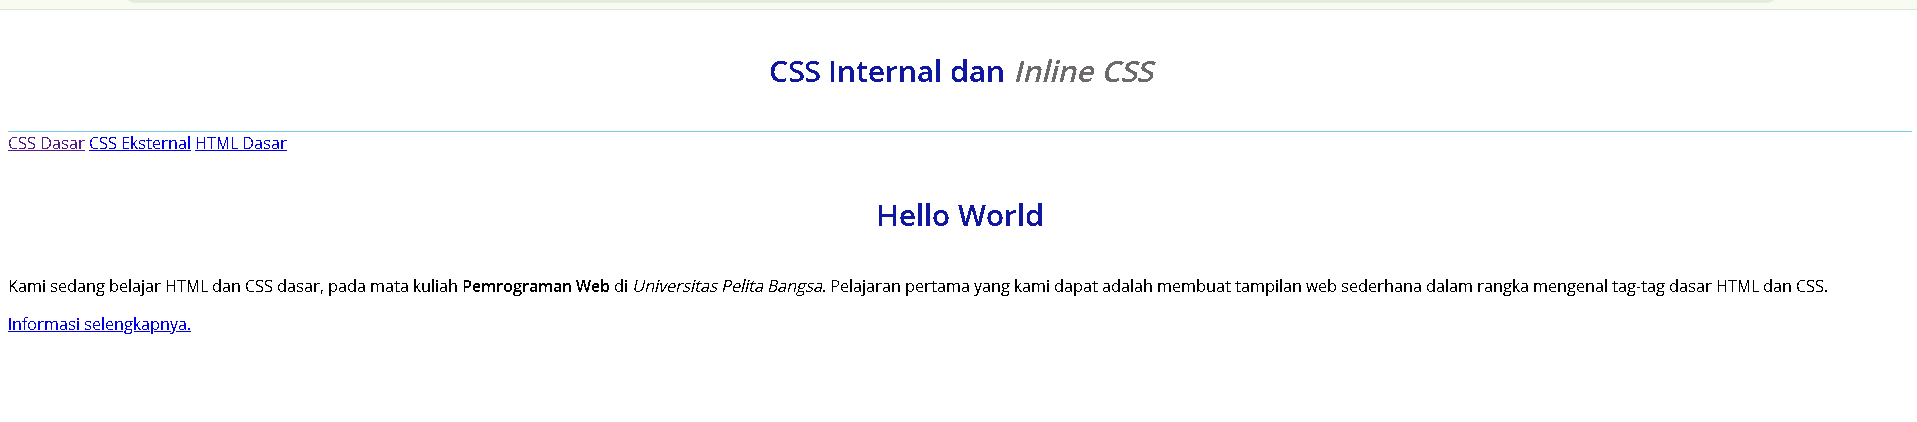 CSS Internal dan Inline CSS
CSS Dasar CSS Eksternal HTML Dasar
Hello World
Kami sedang belajar HTML dan CSS dasar, pada mata kuliah Pemrograman Web di Universitas Pelita Bangsa. Pelajaran pertama yang kami dapat adalah membuat tampilan web sederhana dalam rangka mengenal tag-tag dasar HTML dan CSS.
Informasi selengkapnya.